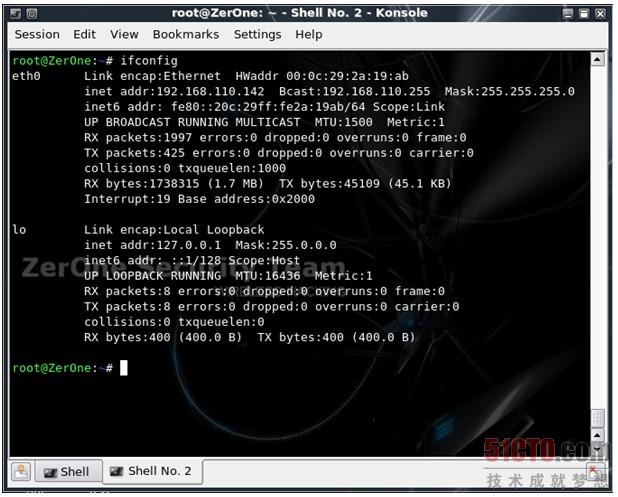 root@ZerOne: ~ - Shell No. 2 - Konsole
Session Edit View Bookmarks Settings Help
root@ZerOne:~# ifconfig
eth0 Link encap:Ethernet HWaddr 00:0c:29:2a:19:ab
inet addr:192.168.110.142 Bcast:192.168.110.255 Mask:255.255.255.0
inet6 addr: fe80::20c:29ff:fe2a:19ab/64 Scope:Link
UP BROADCAST RUNNING MULTICAST MTU:1500 Metric:1
RX packets:1997 errors:0 dropped:0 overruns:0 frame:0
TX packets:425 errors:0 dropped:0 overruns:0 carrier:0
collisions:0 txqueuelen:1000
RX bytes:1738315 (1.7 MB) TX bytes:45109 (45.1 KB)
Interrupt:19 Base address:0x2000
lo Link encap:Local Loopback
inet addr:127.0.0.1 Mask:255.0.0.0
inet6 addr: ::1/128 Scope:Host
ZerOne Security Team
UP LOOPBACK RUNNING MTU:16436 Metric:1
RX packets:8 errors:0 dropped:0 overruns:0 frame:0
TX packets:8 errors:0 dropped:0 overruns:0 carrier:0
collisions:0 txqueuelen:0
RX bytes:400 (400.0 B) TX bytes:400 (400.0 B)
root@ZerOne:~#
Shell Shell No. 2
51CTO.com
技术成就梦想